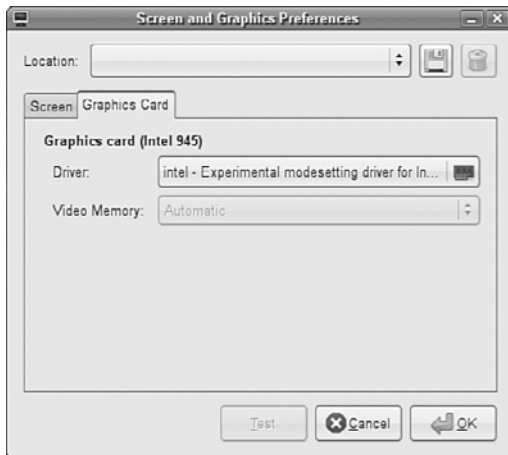 Screen and Graphics Preferences
Location:
Screen
Graphics Card
Graphics card (Intel 945)
Driver: intel - Experimental modesetting driver for In...
Video Memory: Automatic
Test
Cancel
OK